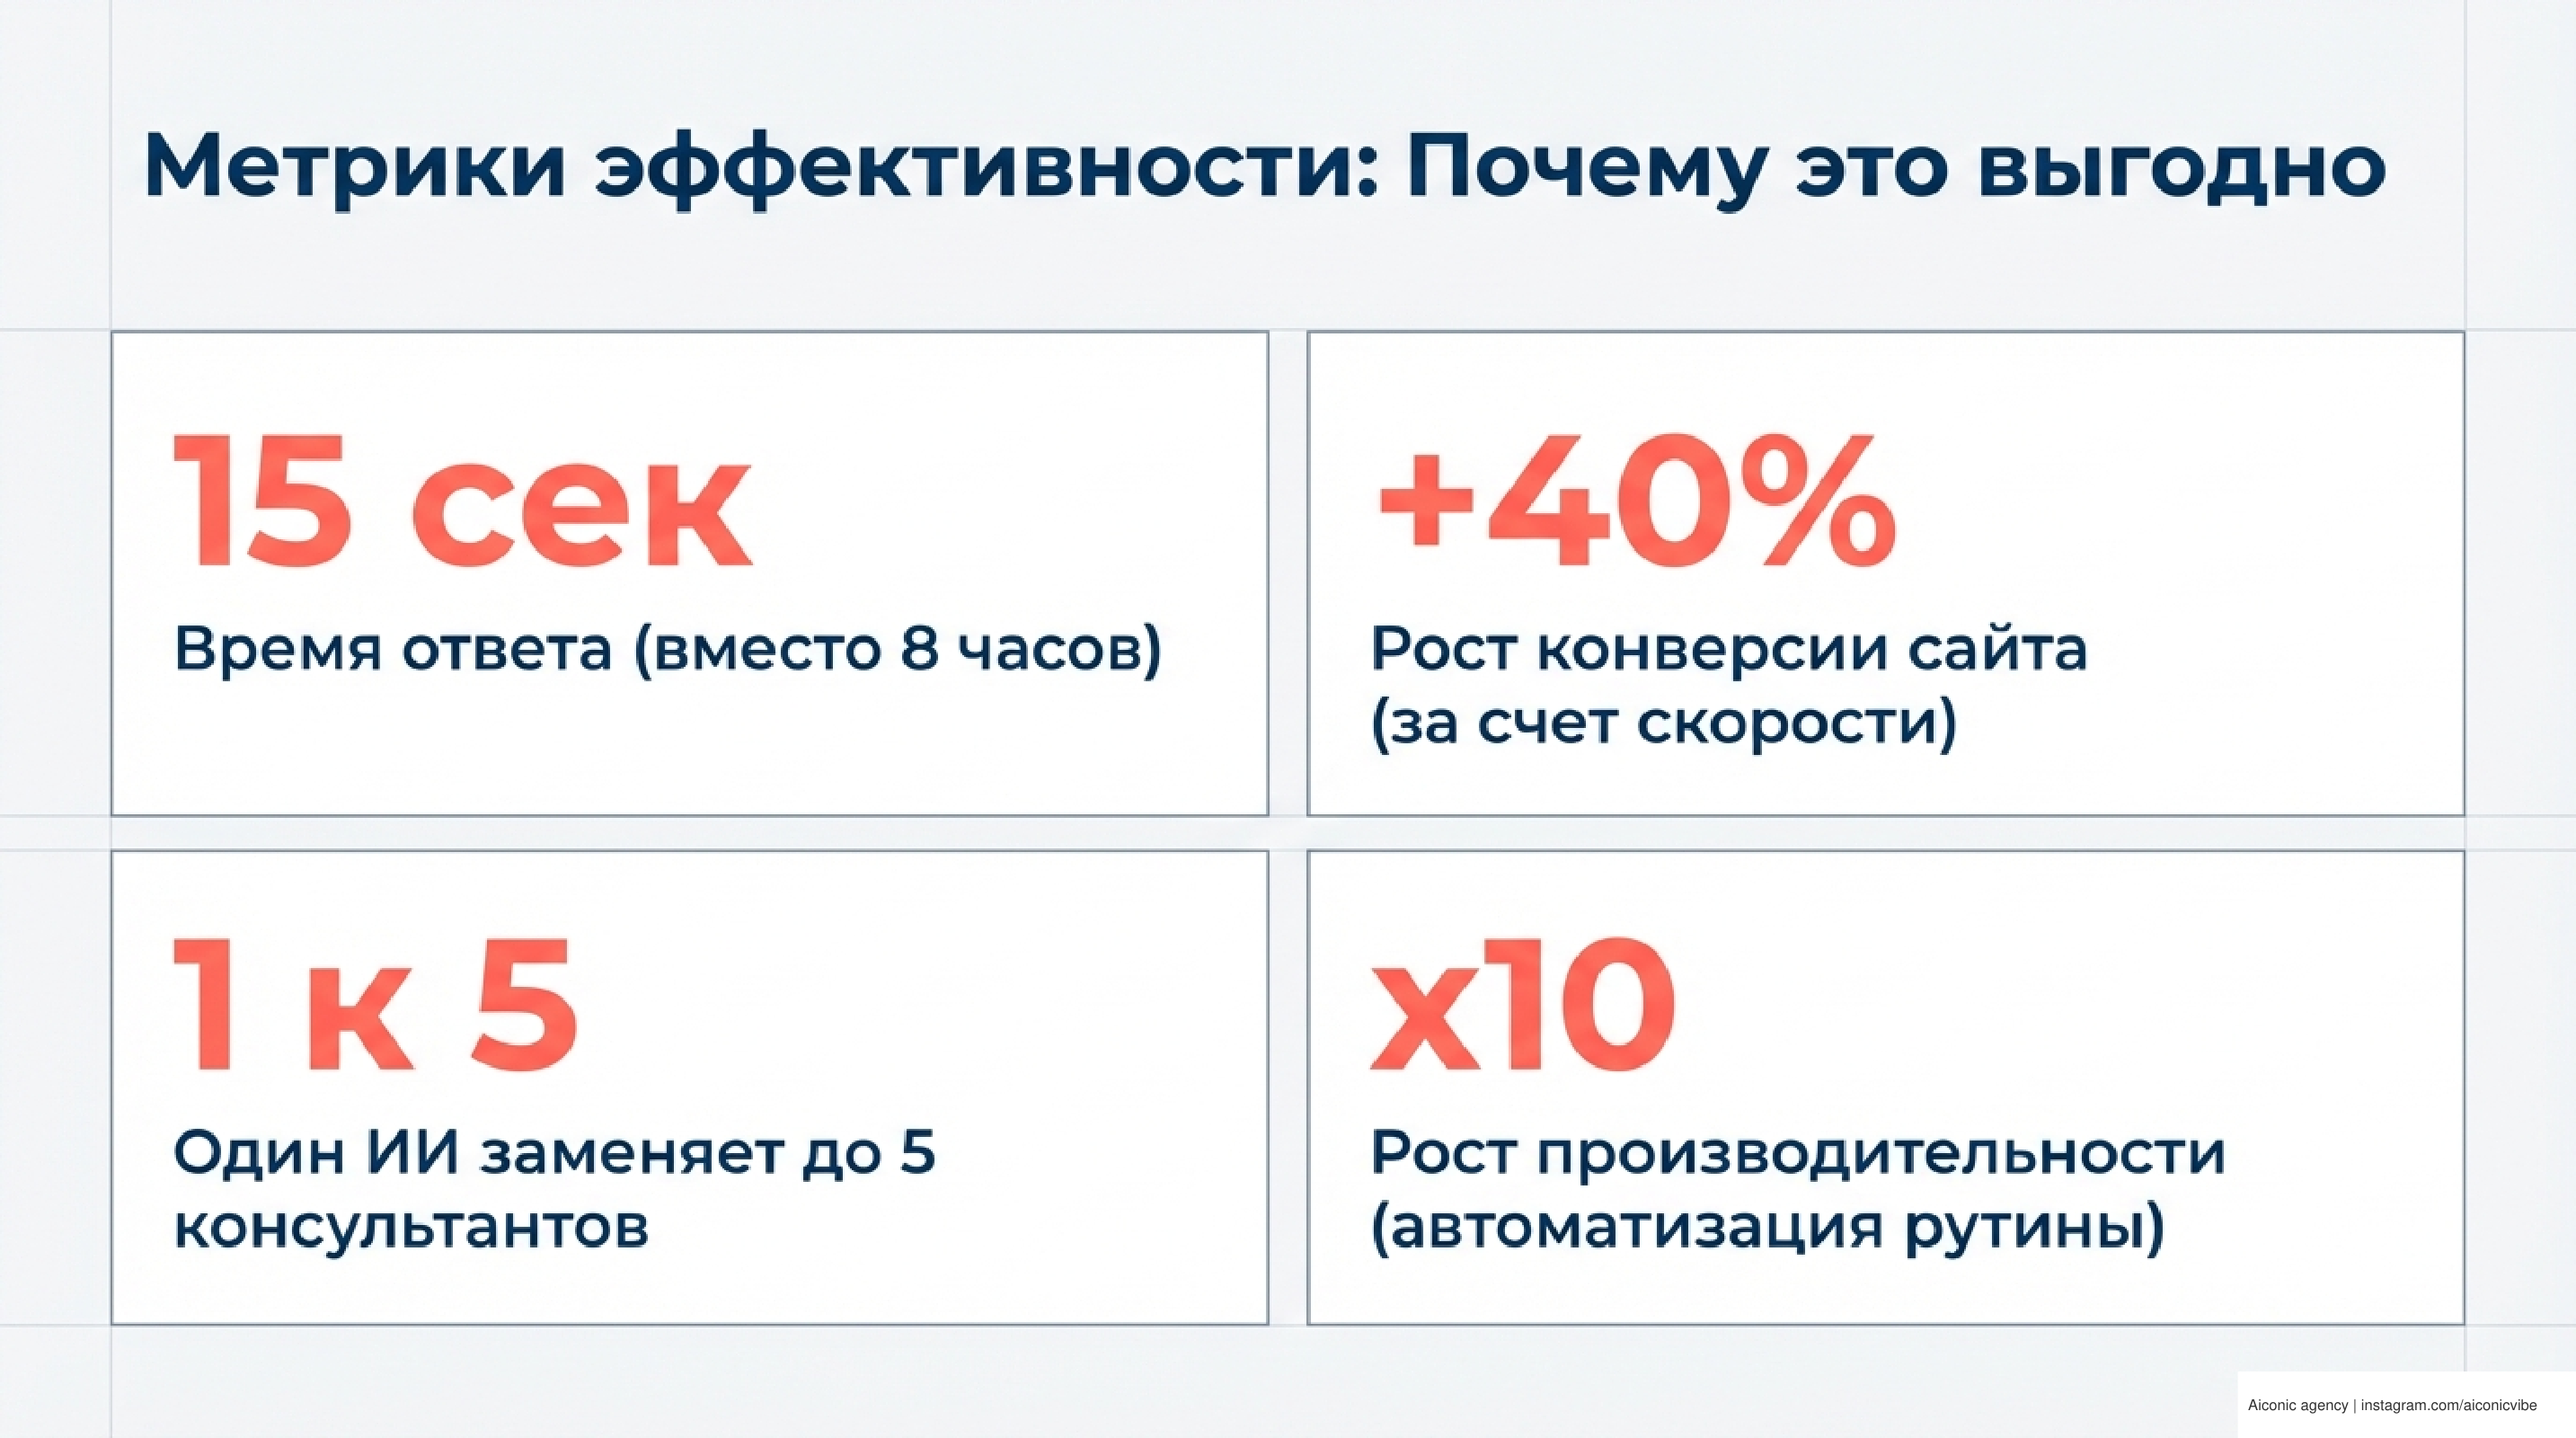 Метрики эффективности: Почему это выгодно
15 сек
Время ответа (вместо 8 часов)
+40%
Рост конверсии сайта
(за счет скорости)
1 к 5
Один ИИ заменяет до 5
консультантов
x10
Рост производительности
(автоматизация рутины)
Aiconic agency | instagram.com/aiconicvibe